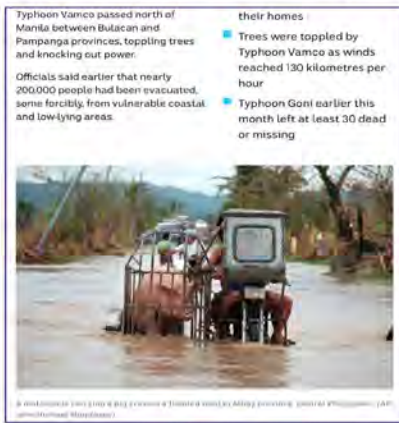 Typhoon Vamco passed north of
Manila between Bulacan and
Pampanga provinces, toppling trees
and knocking out power.
Officials said earlier that nearly
200,000 people had been evacuated,
some forcibly, from vulnerable coastal
and low-lying areas.
their homes
Trees were toppled by
Typhoon Vamco as winds
reached 130 kilometres per
hour
Typhoon Goni earlier this
month left at least 30 dead
or missing